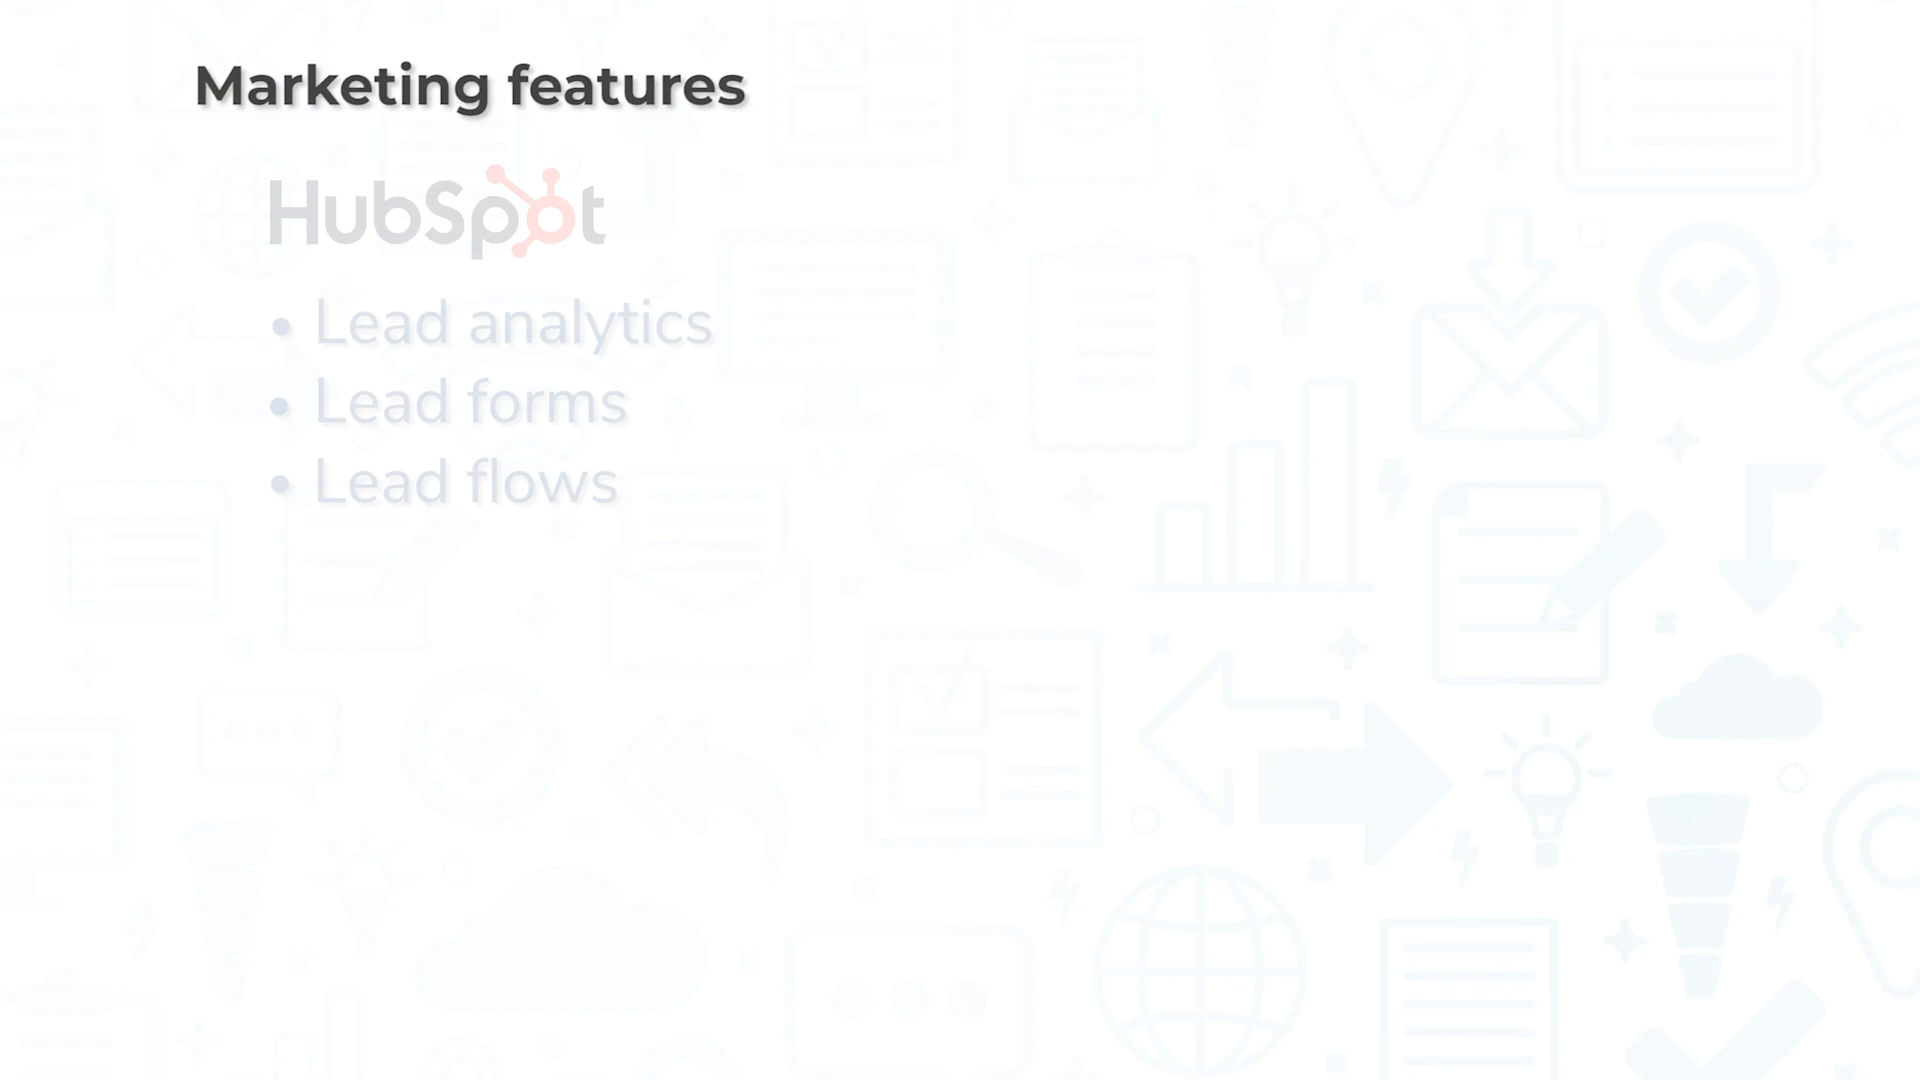 Marketing features
HubSpot
• Lead analytics
• Lead forms
• Lead flows